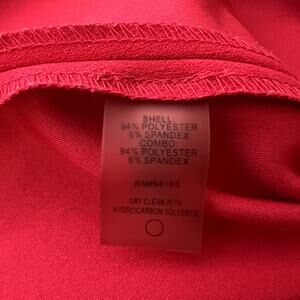 SHELL:
94% POLYESTER
6% SPANDEX
COMBO:
94% POLYESTER
6% SPANDEX
RN#54163
DRY CLEAN WITH
HYDROCARBON SOLVENTS